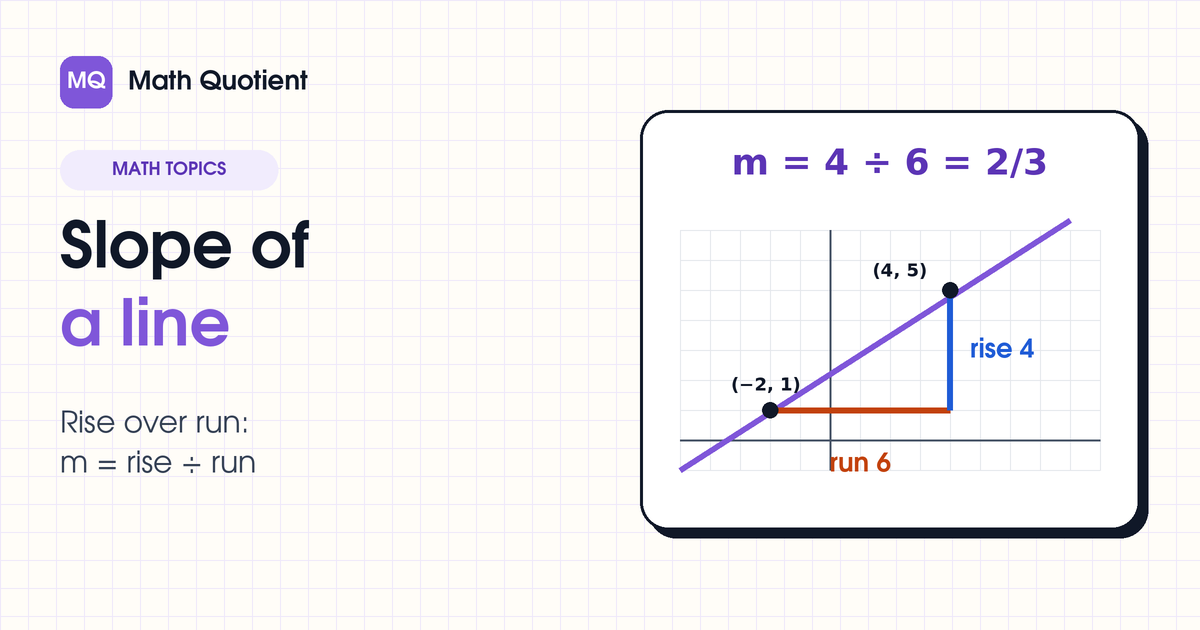 MQ Math Quotient
MATH TOPICS
Slope of
a line
Rise over run:
m = rise ÷ run
m = 4 ÷ 6 = 2/3
(4, 5)
rise 4
(−2, 1)
run 6